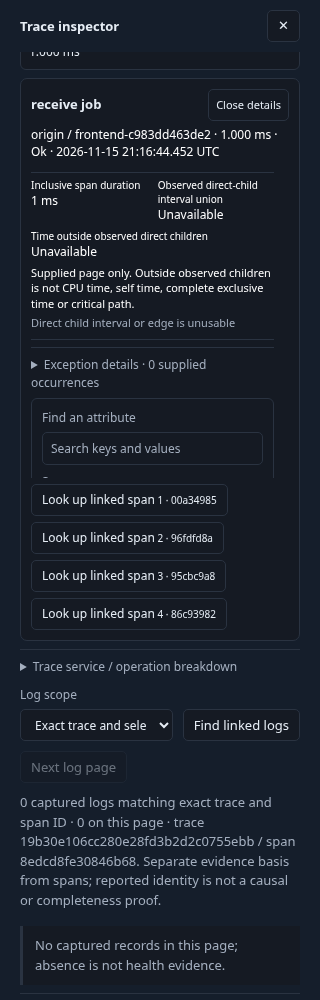 Trace inspector
×
1.000 ms
receive job
Close details
origin / frontend-c983dd463de2 · 1.000 ms ·
Ok · 2026-11-15 21:16:44.452 UTC
Inclusive span duration
1 ms
Observed direct-child
interval union
Unavailable
Time outside observed direct children
Unavailable
Supplied page only. Outside observed children
is not CPU time, self time, complete exclusive
time or critical path.
Direct child interval or edge is unusable
▶ Exception details · 0 supplied
occurrences
Find an attribute
Search keys and values
Look up linked span 1 · 00a34985
Look up linked span 2 · 96fdfd8a
Look up linked span 3 · 95cbc9a8
Look up linked span 4 · 86c93982
▶ Trace service / operation breakdown
Log scope
Exact trace and sele
Find linked logs
Next log page
0 captured logs matching exact trace and
span ID · 0 on this page · trace
19b30e106cc280e28fd3b2d2c0755ebb / span
8edcd8fe30846b68. Separate evidence basis
from spans; reported identity is not a causal
or completeness proof.
No captured records in this page;
absence is not health evidence.